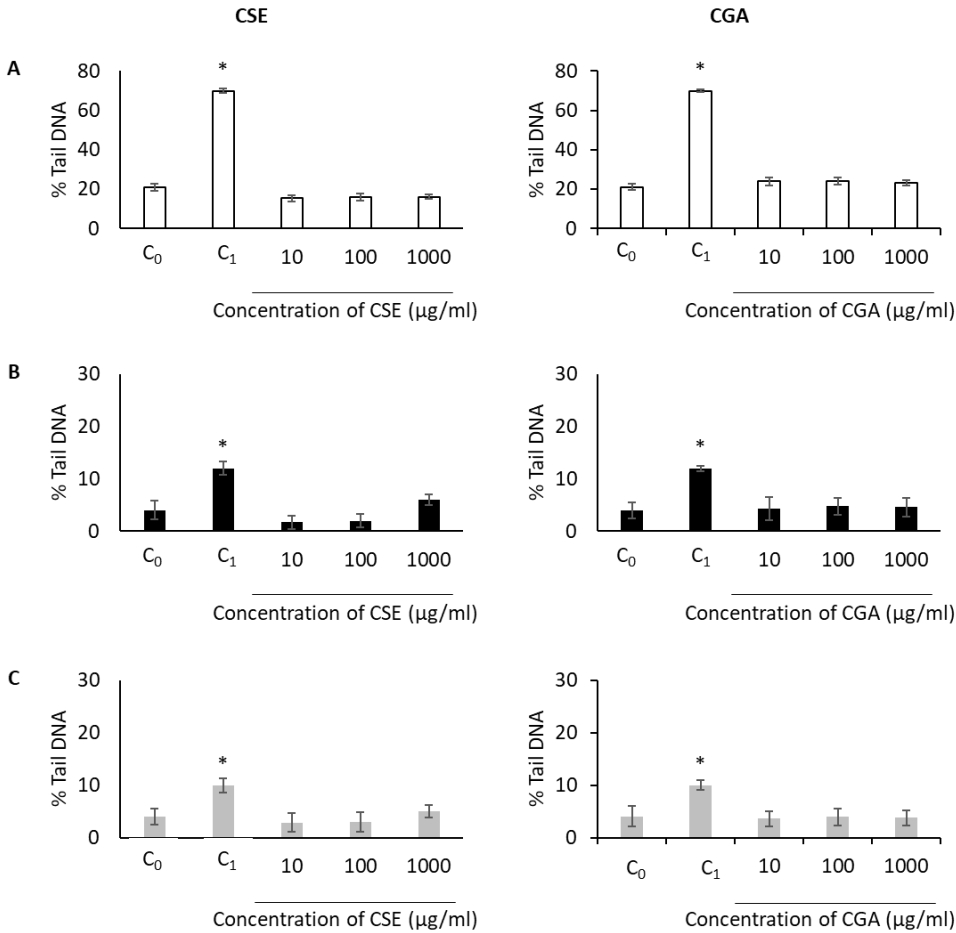 CSE CGA
A
% Tail DNA
80
60
40
20
0
*
C₀ C₁ 10 100 1000
Concentration of CSE (µg/ml)
% Tail DNA
80
60
40
20
0
*
C₀ C₁ 10 100 1000
Concentration of CGA (µg/ml)
B
% Tail DNA
30
20
10
0
*
C₀ C₁ 10 100 1000
Concentration of CSE (µg/ml)
% Tail DNA
30
20
10
0
*
C₀ C₁ 10 100 1000
Concentration of CGA (µg/ml)
C
% Tail DNA
30
20
10
0
*
C₀ C₁ 10 100 1000
Concentration of CSE (µg/ml)
% Tail DNA
30
20
10
0
*
C₀ C₁ 10 100 1000
Concentration of CGA (µg/ml)